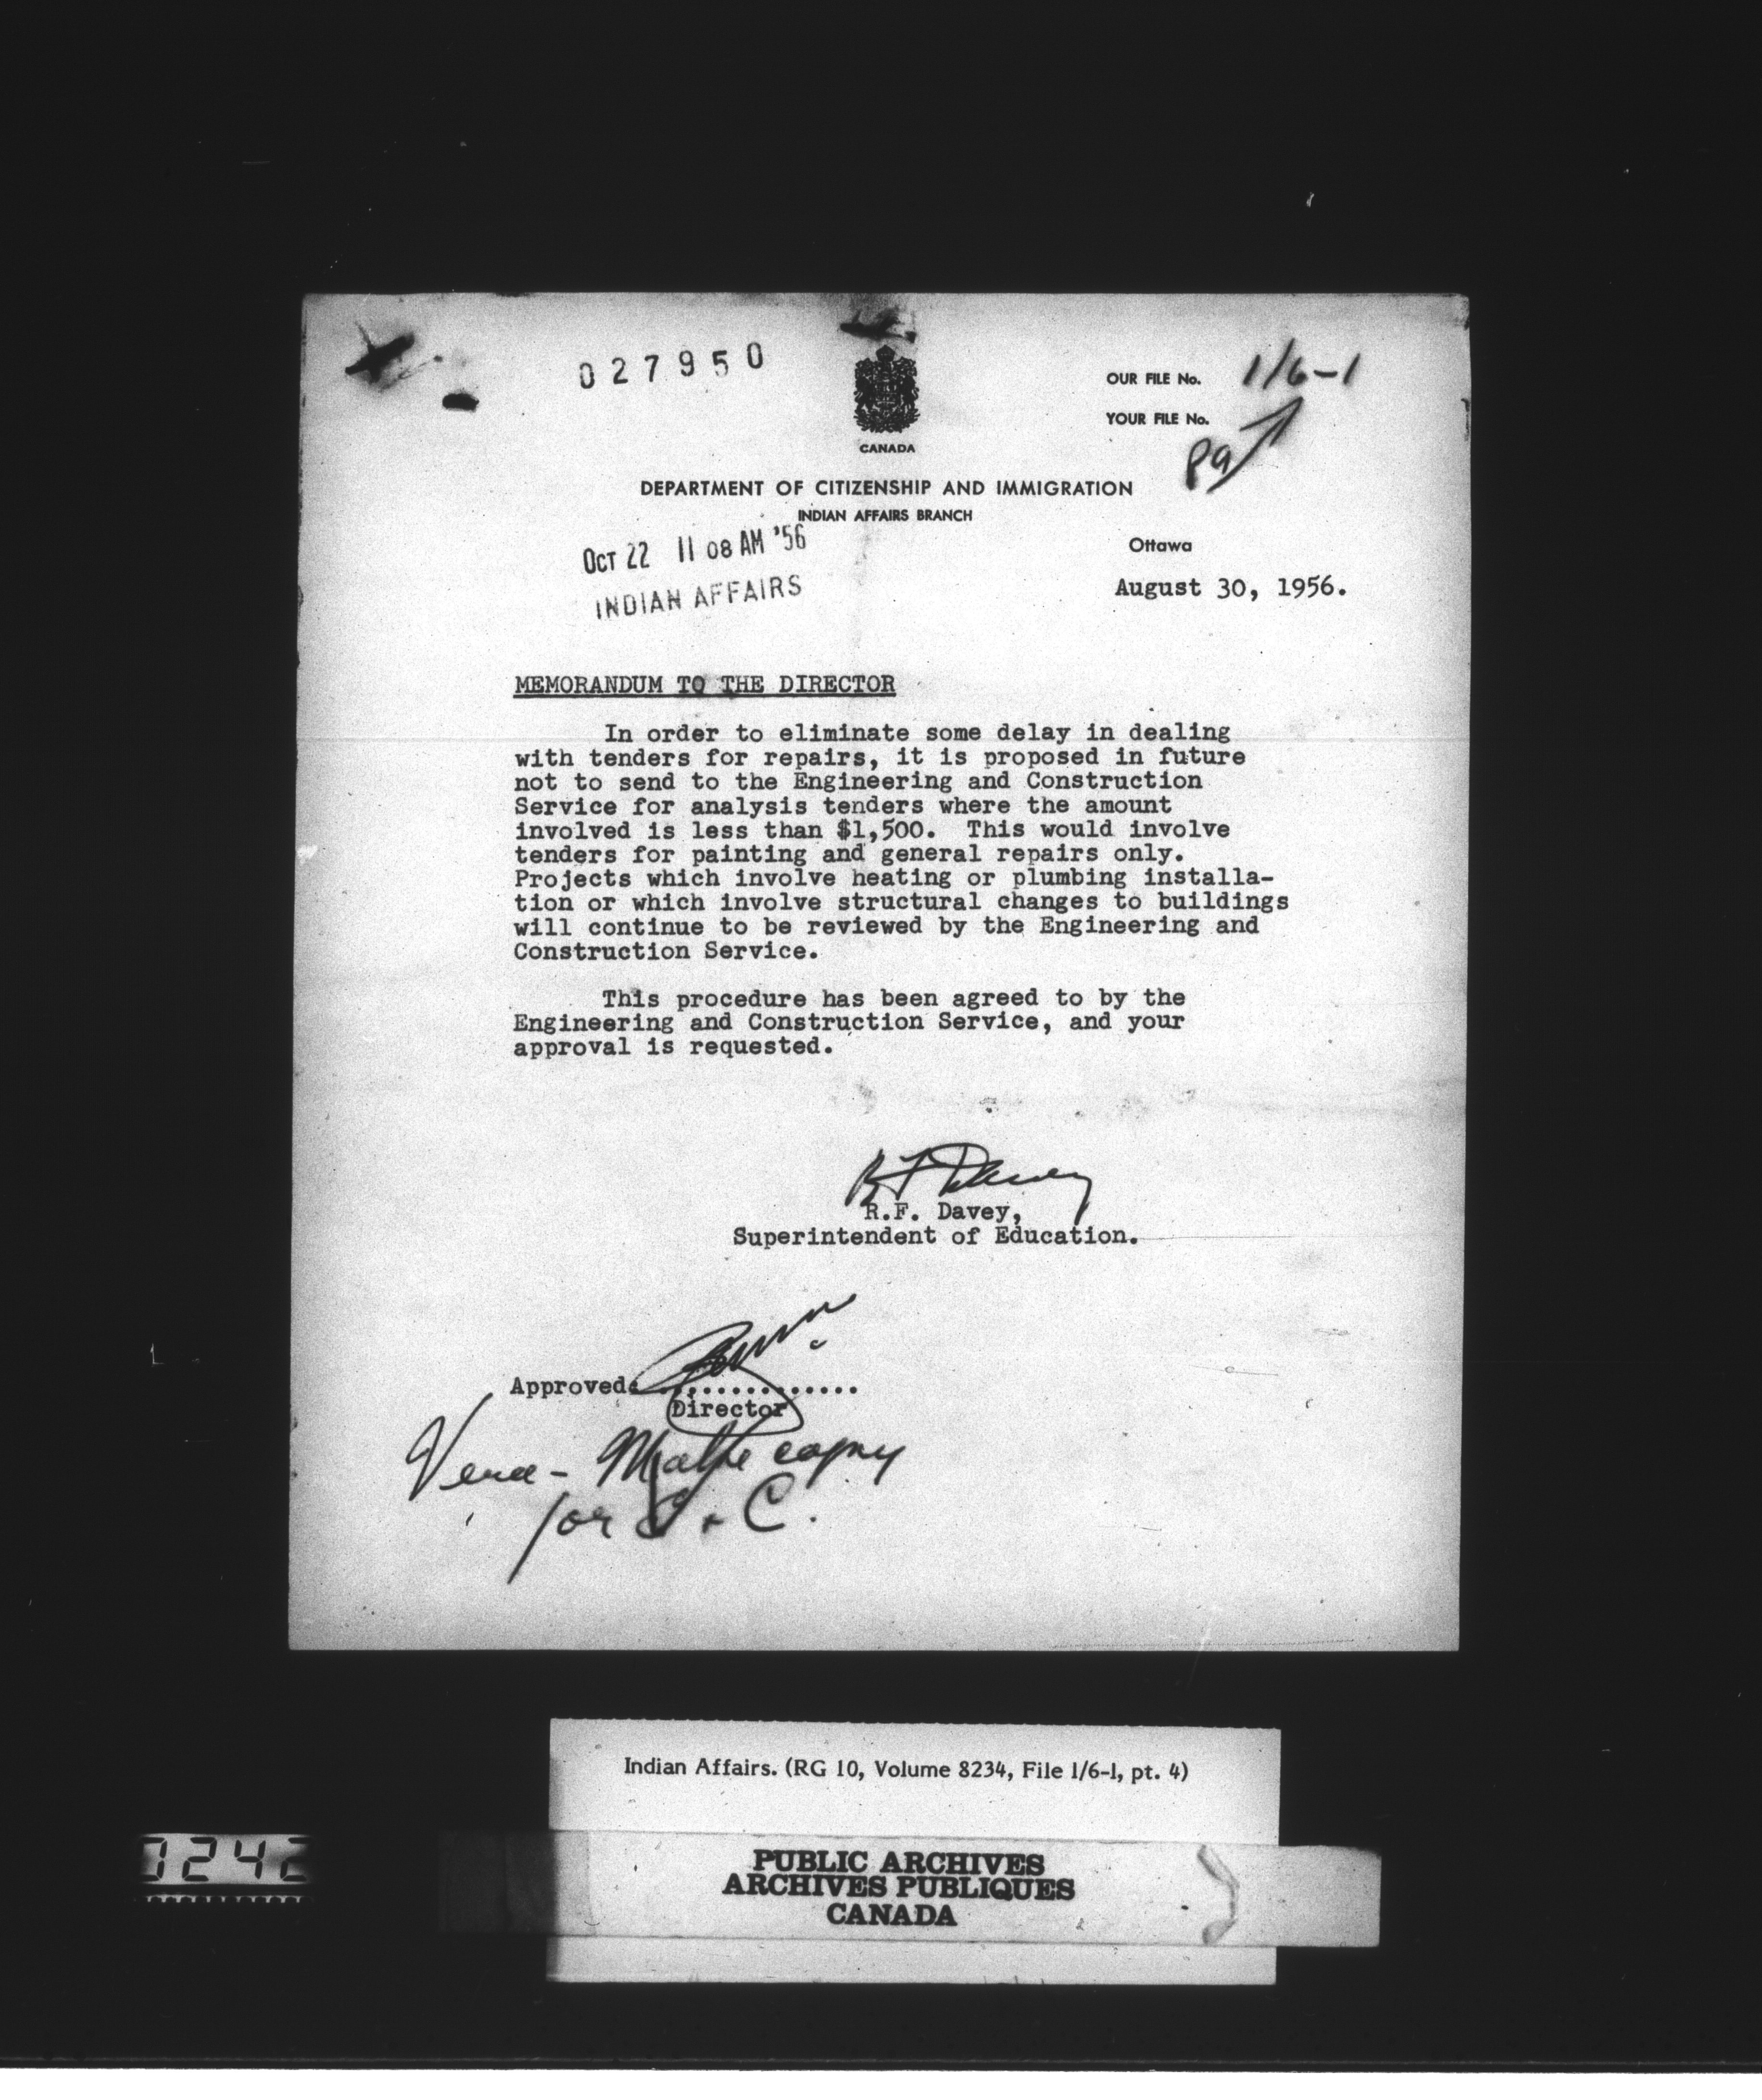 027950
OUR FILE No. 1/6-1
YOUR FILE No.
pa
CANADA
DEPARTMENT OF CITIZENSHIP AND IMMIGRATION
INDIAN AFFAIRS BRANCH
OCT 22 11 08 AM '56
INDIAN AFFAIRS
Ottawa
August 30, 1956.
MEMORANDUM TO THE DIRECTOR
In order to eliminate some delay in dealing
with tenders for repairs, it is proposed in future
not to send to the Engineering and Construction
Service for analysis tenders where the amount
involved is less than $1,500. This would involve
tenders for painting and general repairs only.
Projects which involve heating or plumbing installa-
tion or which involve structural changes to buildings
will continue to be reviewed by the Engineering and
Construction Service.
This procedure has been agreed to by the
Engineering and Construction Service, and your
approval is requested.
R F Davey
R.F. Davey,
Superintendent of Education.
Approved:..............
Director
Vera - Make copy
for E & C.
Indian Affairs. (RG 10, Volume 8234, File 1/6-1, pt. 4)
PUBLIC ARCHIVES
ARCHIVES PUBLIQUES
CANADA